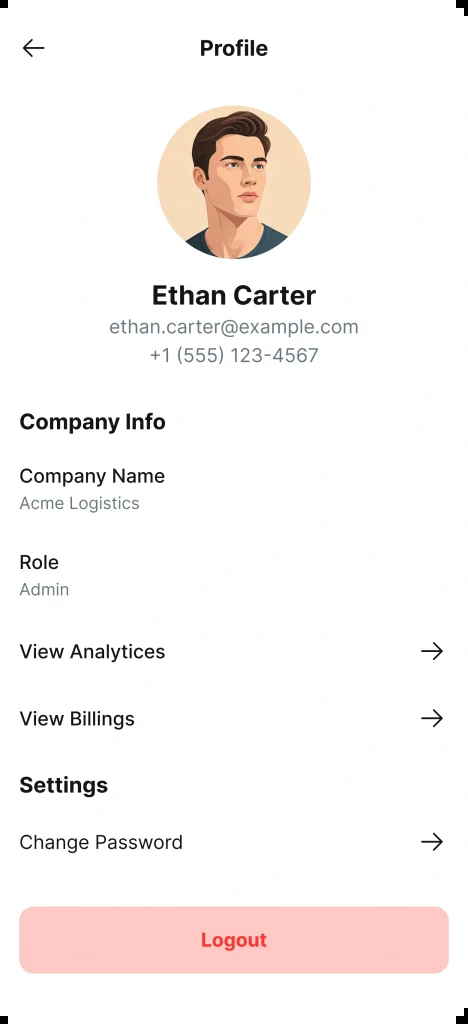 Profile
Ethan Carter
ethan.carter@example.com
+1 (555) 123-4567
Company Info
Company Name
Acme Logistics
Role
Admin
View Analytices
View Billings
Settings
Change Password
Logout